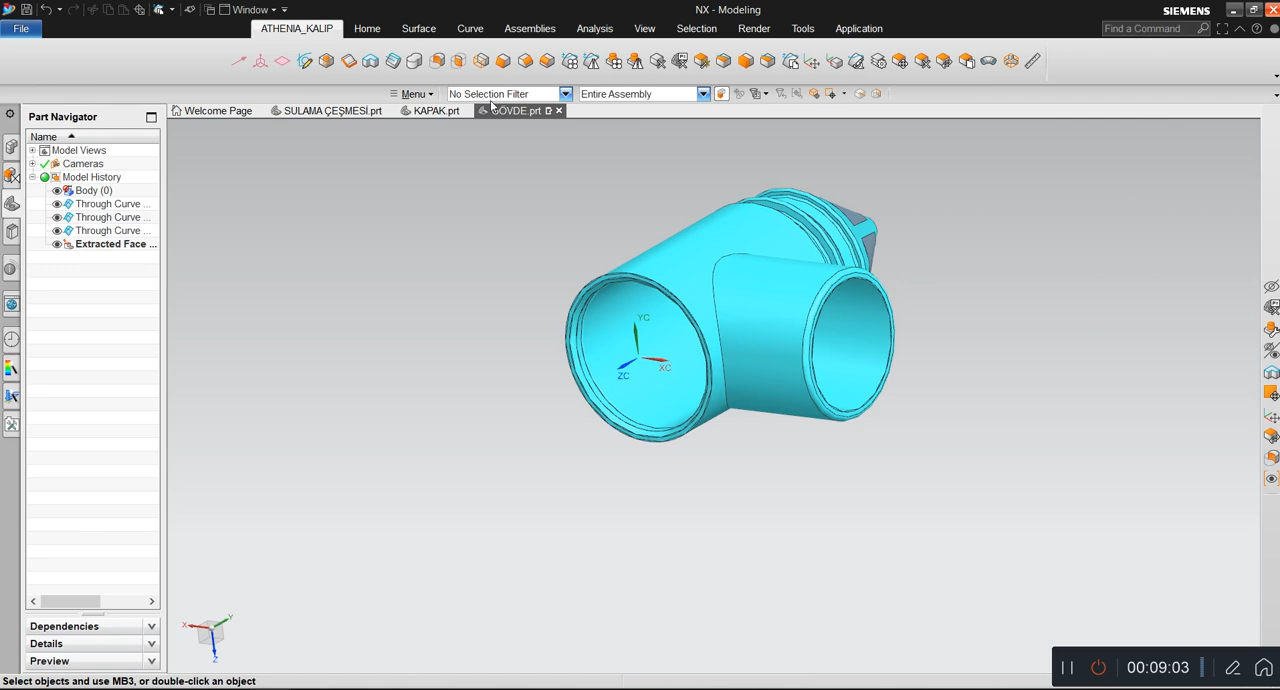 Window
NX - Modeling
SIEMENS
File
ATHENIA_KALIP
Home
Surface
Curve
Assemblies
Analysis
View
Selection
Render
Tools
Application
Find a Command
Menu
No Selection Filter
Entire Assembly
Part Navigator
Welcome Page
SULAMA ÇEŞMESİ.prt
KAPAK.prt
GÖVDE.prt
Name
Model Views
Cameras
Model History
Body (0)
Through Curve ...
Through Curve ...
Through Curve ...
Extracted Face ...
YC
XC
ZC
Dependencies
Details
Preview
X
Y
Z
00:09:03
Select objects and use MB3, or double-click an object